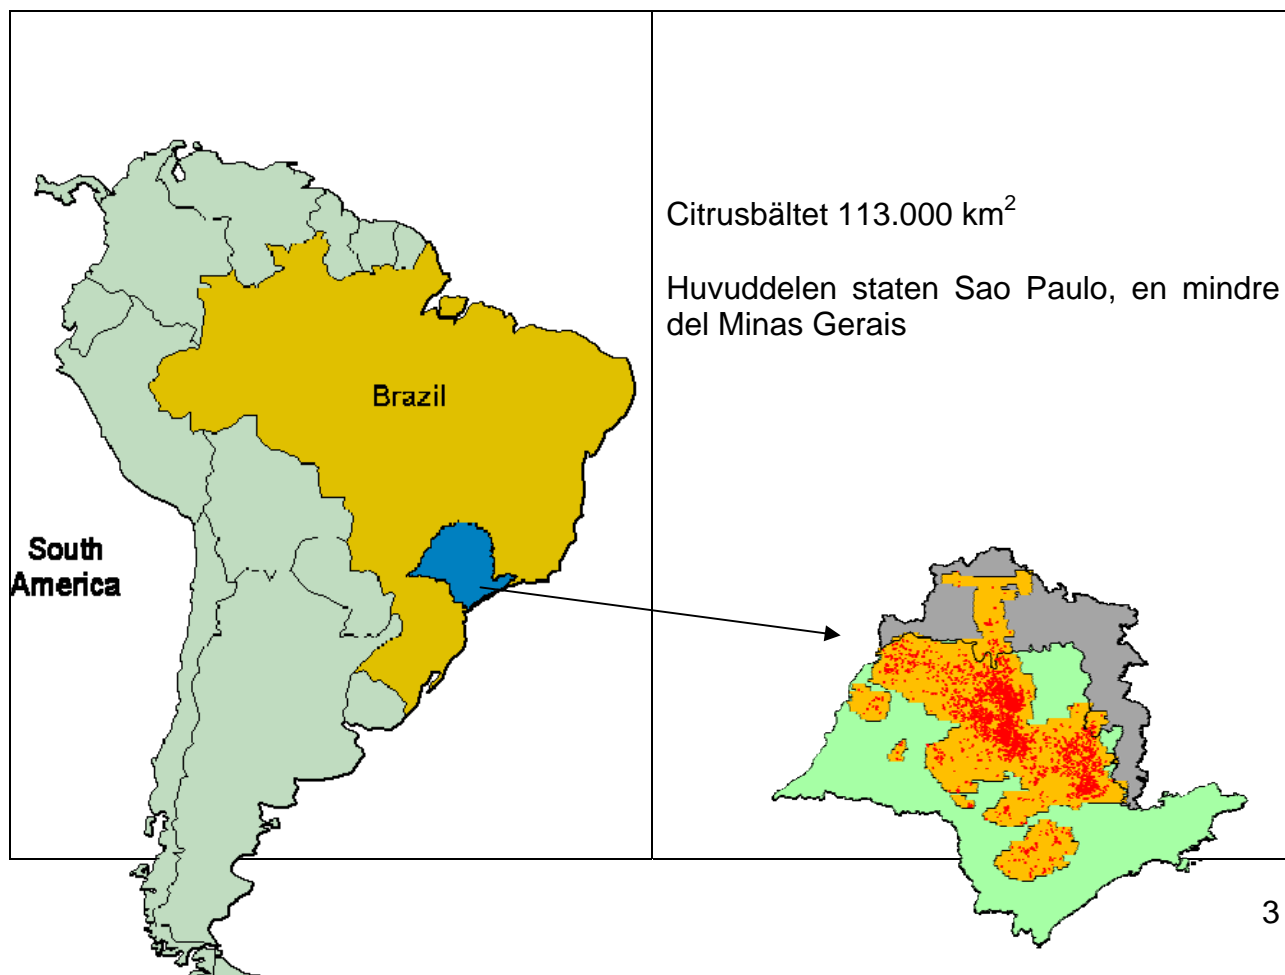 Citrusbältet 113.000 km²
Huvuddelen staten Sao Paulo, en mindre
del Minas Gerais
Brazil
South
America
3